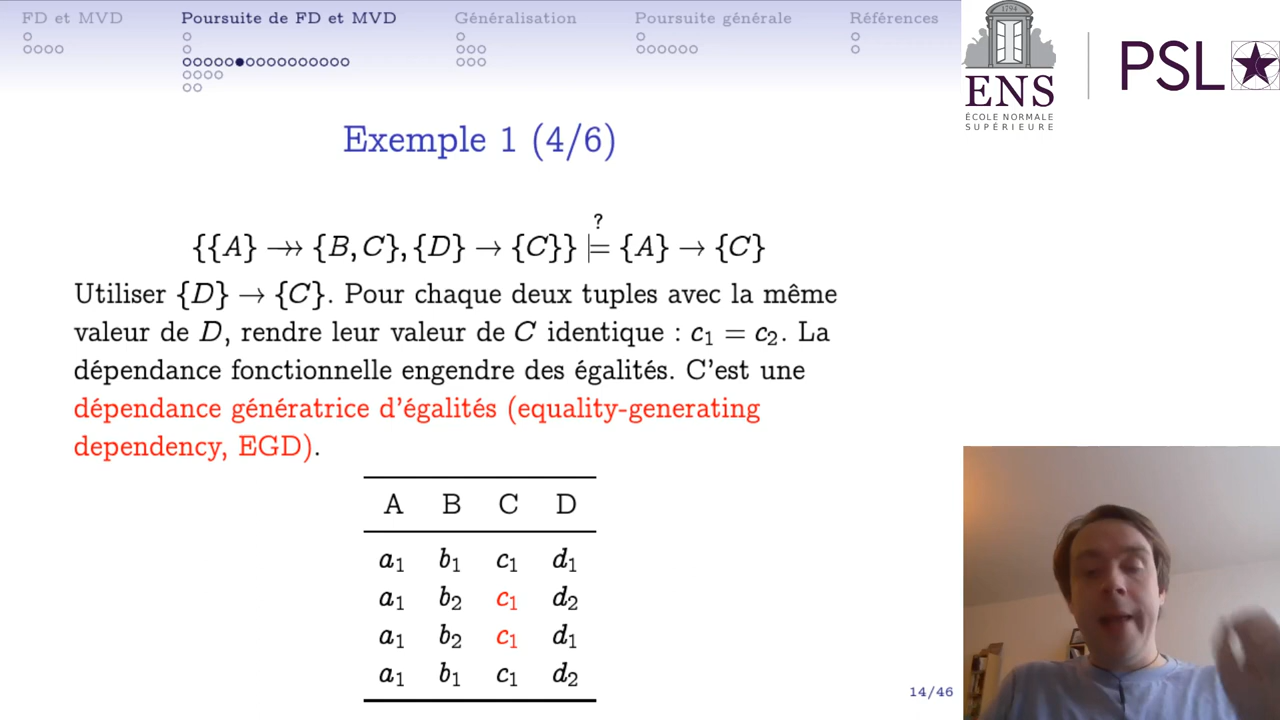 FD et MVD Poursuite de FD et MVD Généralisation Poursuite générale Références
1794
ENS
ÉCOLE NORMALE
SUPÉRIEURE
PSL
Exemple 1 (4/6)
{{A} ↠ {B, C}, {D} → {C}} ⊨? {A} → {C}
Utiliser {D} → {C}. Pour chaque deux tuples avec la même
valeur de D, rendre leur valeur de C identique : c₁ = c₂. La
dépendance fonctionnelle engendre des égalités. C'est une
dépendance génératrice d'égalités (equality-generating
dependency, EGD).
A B C D
a₁ b₁ c₁ d₁
a₁ b₂ c₁ d₂
a₁ b₂ c₁ d₁
a₁ b₁ c₁ d₂
14/46